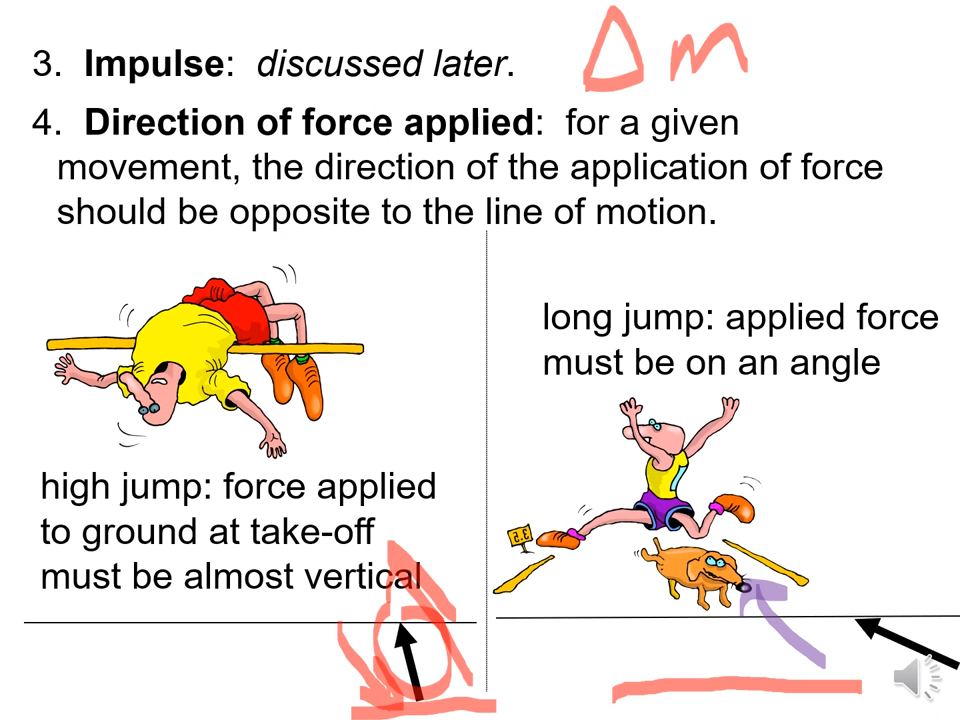 3. Impulse: discussed later.
Δ m
4. Direction of force applied: for a given
movement, the direction of the application of force
should be opposite to the line of motion.
long jump: applied force
must be on an angle
high jump: force applied
to ground at take-off
must be almost vertical